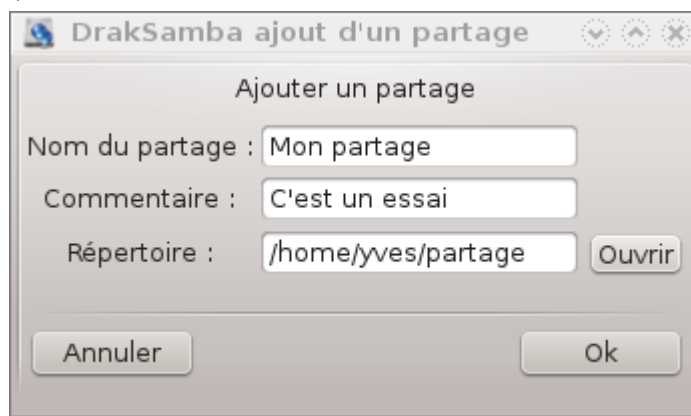 DrakSamba ajout d'un partage
Ajouter un partage
Nom du partage : Mon partage
Commentaire : C'est un essai
Répertoire : /home/yves/partage Ouvrir
Annuler Ok